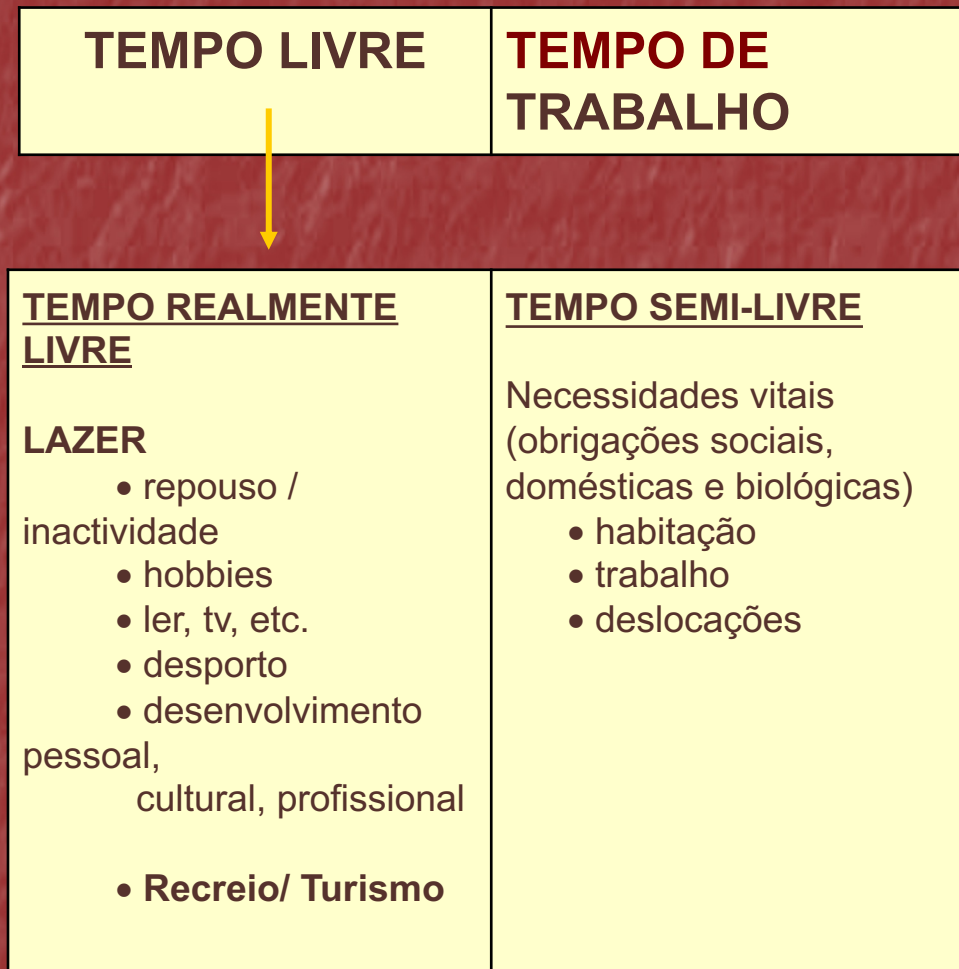 TEMPO LIVRE
TEMPO DE
TRABALHO
TEMPO REALMENTE
LIVRE
LAZER
• repouso /
inactividade
• hobbies
• ler, tv, etc.
• desporto
• desenvolvimento
pessoal,
cultural, profissional
• Recreio/ Turismo
TEMPO SEMI-LIVRE
Necessidades vitais
(obrigações sociais,
domésticas e biológicas)
• habitação
• trabalho
• deslocações